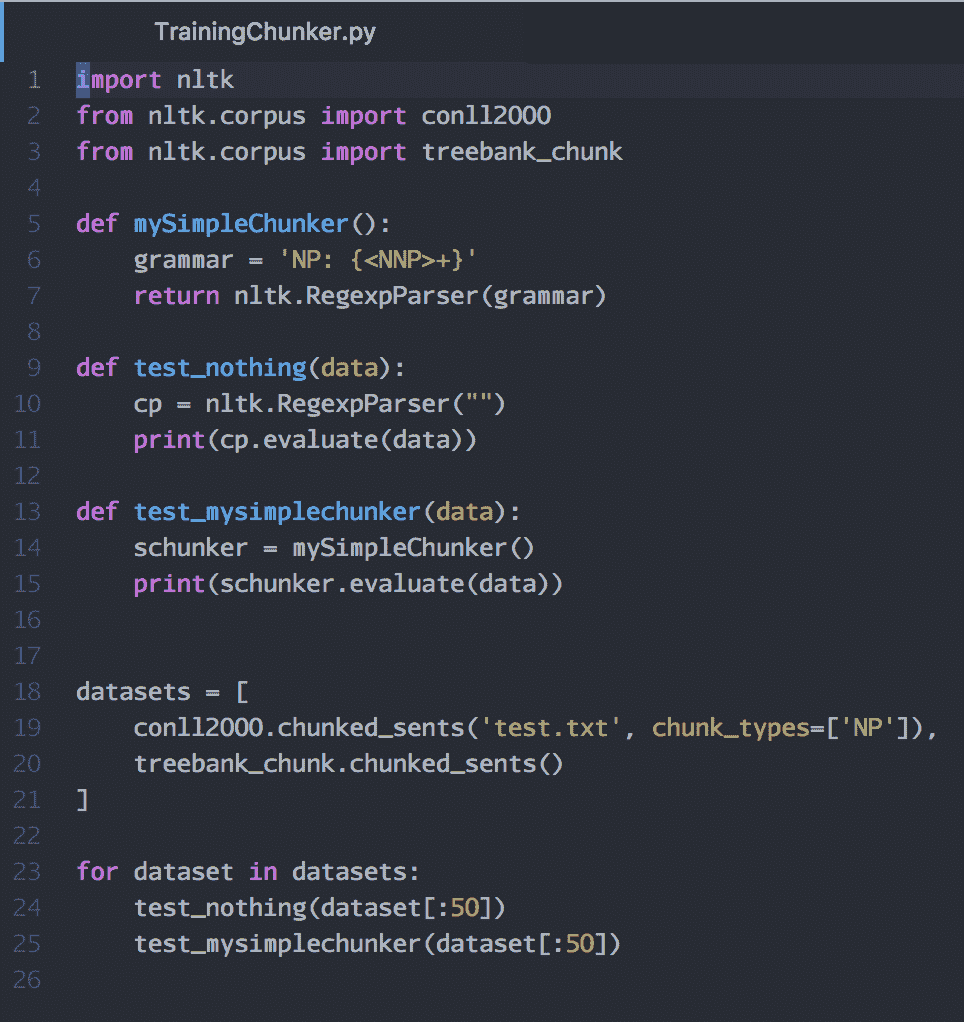 TrainingChunker.py
1 import nltk
2 from nltk.corpus import conll2000
3 from nltk.corpus import treebank_chunk
4
5 def mySimpleChunker():
6     grammar = 'NP: {<NNP>+}'
7     return nltk.RegexpParser(grammar)
8
9 def test_nothing(data):
10     cp = nltk.RegexpParser("")
11     print(cp.evaluate(data))
12
13 def test_mysimplechunker(data):
14     schunker = mySimpleChunker()
15     print(schunker.evaluate(data))
16
17
18 datasets = [
19     conll2000.chunked_sents('test.txt', chunk_types=['NP']),
20     treebank_chunk.chunked_sents()
21 ]
22
23 for dataset in datasets:
24     test_nothing(dataset[:50])
25     test_mysimplechunker(dataset[:50])
26